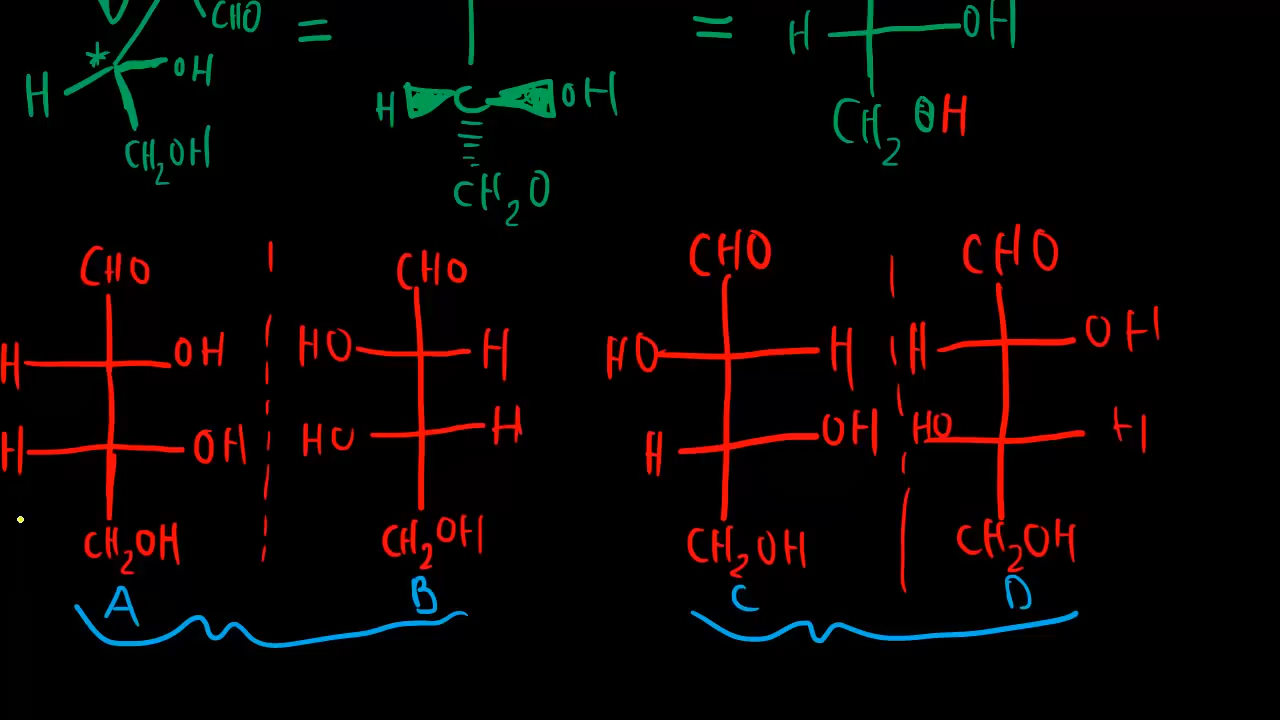 CHO = = H OH
* OH
H H C OH
CH2OH CH2O CH2OH
CHO CHO CHO CHO
H OH HO H HO H H OH
H OH HO H H OH HO H
CH2OH CH2OH CH2OH CH2OH
A B C D